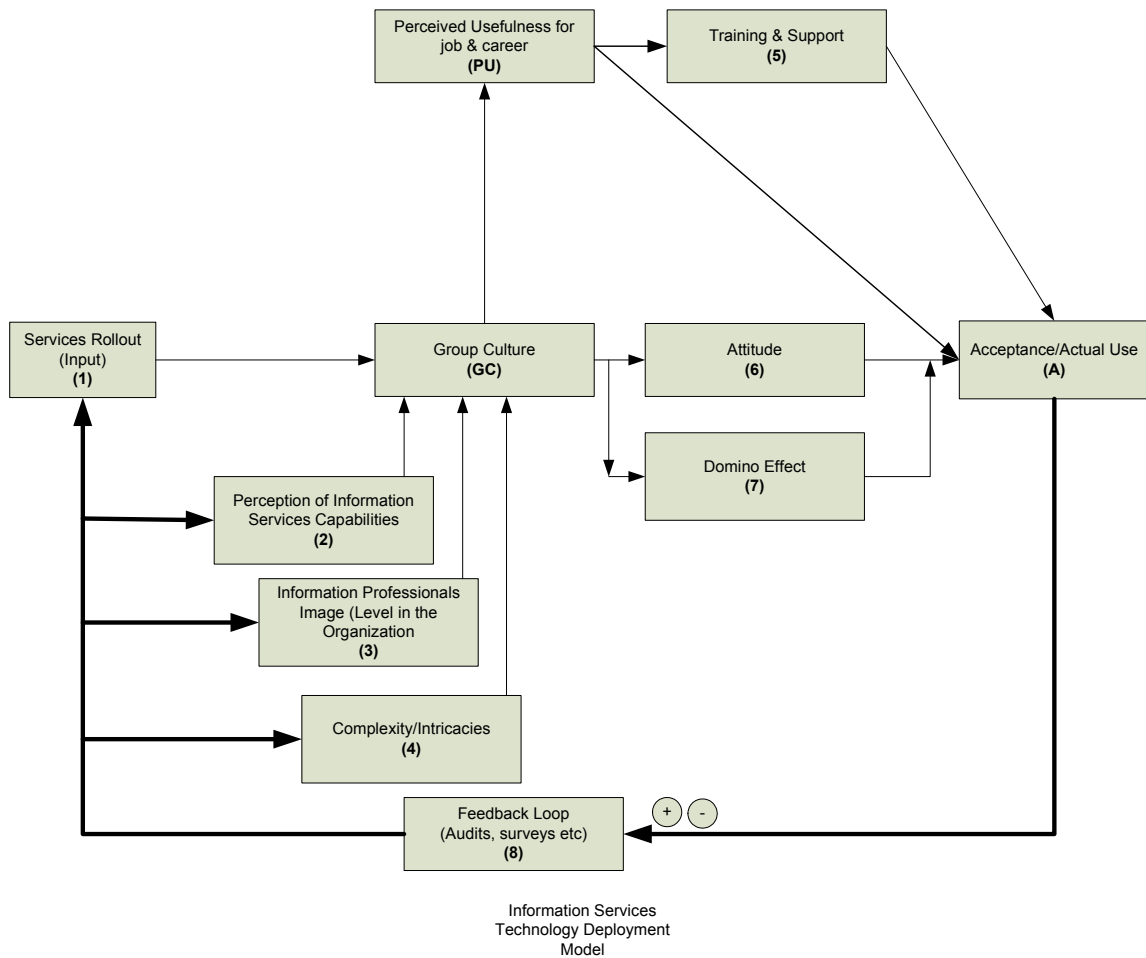 Perceived Usefulness for
job & career
(PU)
Training & Support
(5)
Services Rollout
(Input)
(1)
Group Culture
(GC)
Attitude
(6)
Acceptance/Actual Use
(A)
Domino Effect
(7)
Perception of Information
Services Capabilities
(2)
Information Professionals
Image (Level in the
Organization
(3)
Complexity/Intricacies
(4)
Feedback Loop
(Audits, surveys etc)
(8)
+
-
Information Services
Technology Deployment
Model